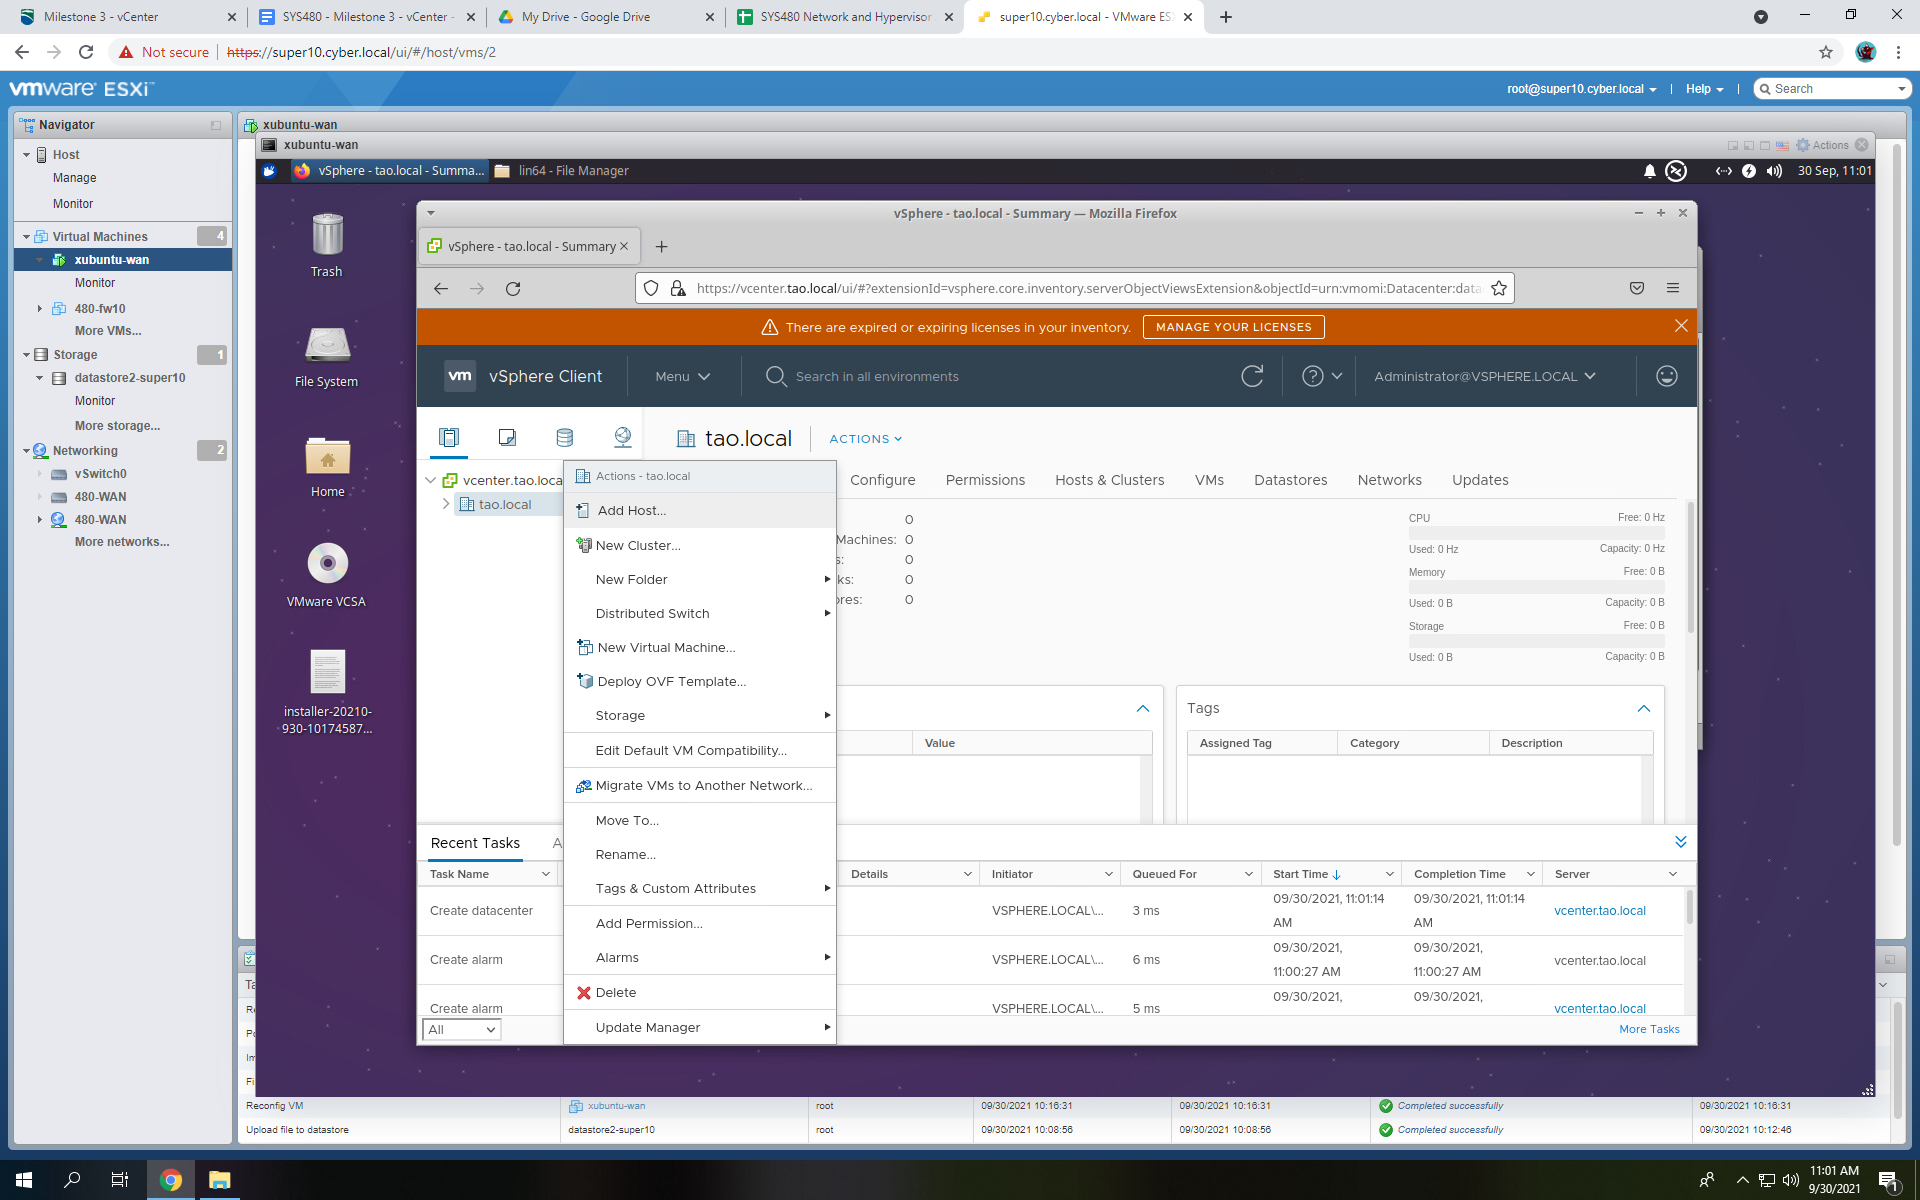 Milestone 3 - vCenter
SYS480 - Milestone 3 - vCenter -
My Drive - Google Drive
SYS480 Network and Hypervisor
super10.cyber.local - VMware ES
Not secure
https://super10.cyber.local/ui/#/host/vms/2
vmware ESXi
root@super10.cyber.local
Help
Search
Navigator
Host
Manage
Monitor
Virtual Machines
4
xubuntu-wan
Monitor
480-fw10
More VMs...
Storage
1
datastore2-super10
Monitor
More storage...
Networking
2
vSwitch0
480-WAN
480-WAN
More networks...
xubuntu-wan
xubuntu-wan
Actions
vSphere - tao.local - Summa...
lin64 - File Manager
30 Sep, 11:01
Trash
File System
Home
VMware VCSA
installer-20210-
930-10174587...
vSphere - tao.local - Summary — Mozilla Firefox
vSphere - tao.local - Summary
https://vcenter.tao.local/ui/#?extensionId=vsphere.core.inventory.serverObjectViewsExtension&objectId=urn:vmomi:Datacenter:data
There are expired or expiring licenses in your inventory.
MANAGE YOUR LICENSES
vm
vSphere Client
Menu
Search in all environments
Administrator@VSPHERE.LOCAL
tao.local
ACTIONS
vcenter.tao.loca
tao.local
Configure
Permissions
Hosts & Clusters
VMs
Datastores
Networks
Updates
Actions - tao.local
Add Host...
New Cluster...
New Folder
Distributed Switch
New Virtual Machine...
Deploy OVF Template...
Storage
Edit Default VM Compatibility...
Migrate VMs to Another Network...
Move To...
Rename...
Tags & Custom Attributes
Add Permission...
Alarms
Delete
Update Manager
0
Machines: 0
s: 0
ks: 0
ores: 0
CPU
Free: 0 Hz
Used: 0 Hz
Capacity: 0 Hz
Memory
Free: 0 B
Used: 0 B
Capacity: 0 B
Storage
Free: 0 B
Used: 0 B
Capacity: 0 B
Value
Tags
Assigned Tag
Category
Description
Recent Tasks
A
Task Name
Details
Initiator
Queued For
Start Time
Completion Time
Server
Create datacenter
VSPHERE.LOCAL\...
3 ms
09/30/2021, 11:01:14
AM
09/30/2021, 11:01:14
AM
vcenter.tao.local
Create alarm
VSPHERE.LOCAL\...
6 ms
09/30/2021,
11:00:27 AM
09/30/2021,
11:00:27 AM
vcenter.tao.local
Create alarm
VSPHERE.LOCAL\...
5 ms
09/30/2021,
09/30/2021,
vcenter.tao.local
All
More Tasks
Ta
Re
Po
Im
Fi
Reconfig VM
xubuntu-wan
root
09/30/2021 10:16:31
09/30/2021 10:16:31
Completed successfully
09/30/2021 10:16:31
Upload file to datastore
datastore2-super10
root
09/30/2021 10:08:56
09/30/2021 10:08:56
Completed successfully
09/30/2021 10:12:46
11:01 AM
9/30/2021
1